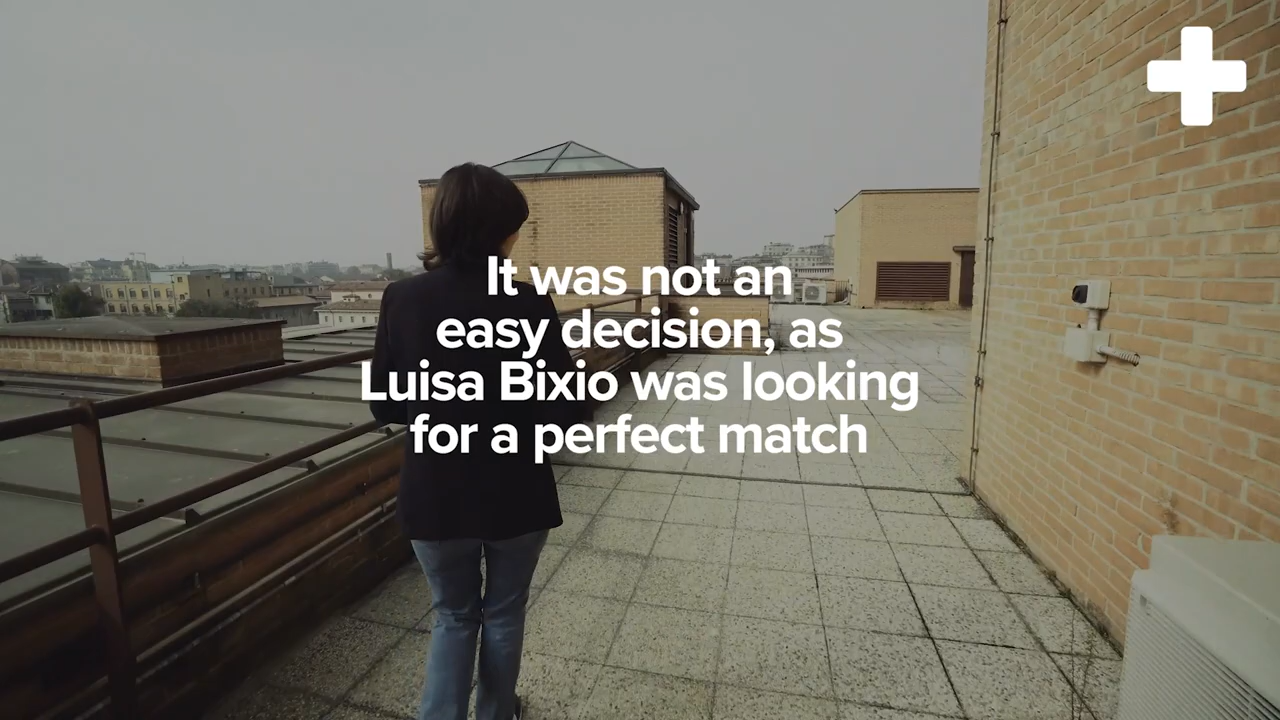 It was not an
easy decision, as
Luisa Bixio was looking
for a perfect match